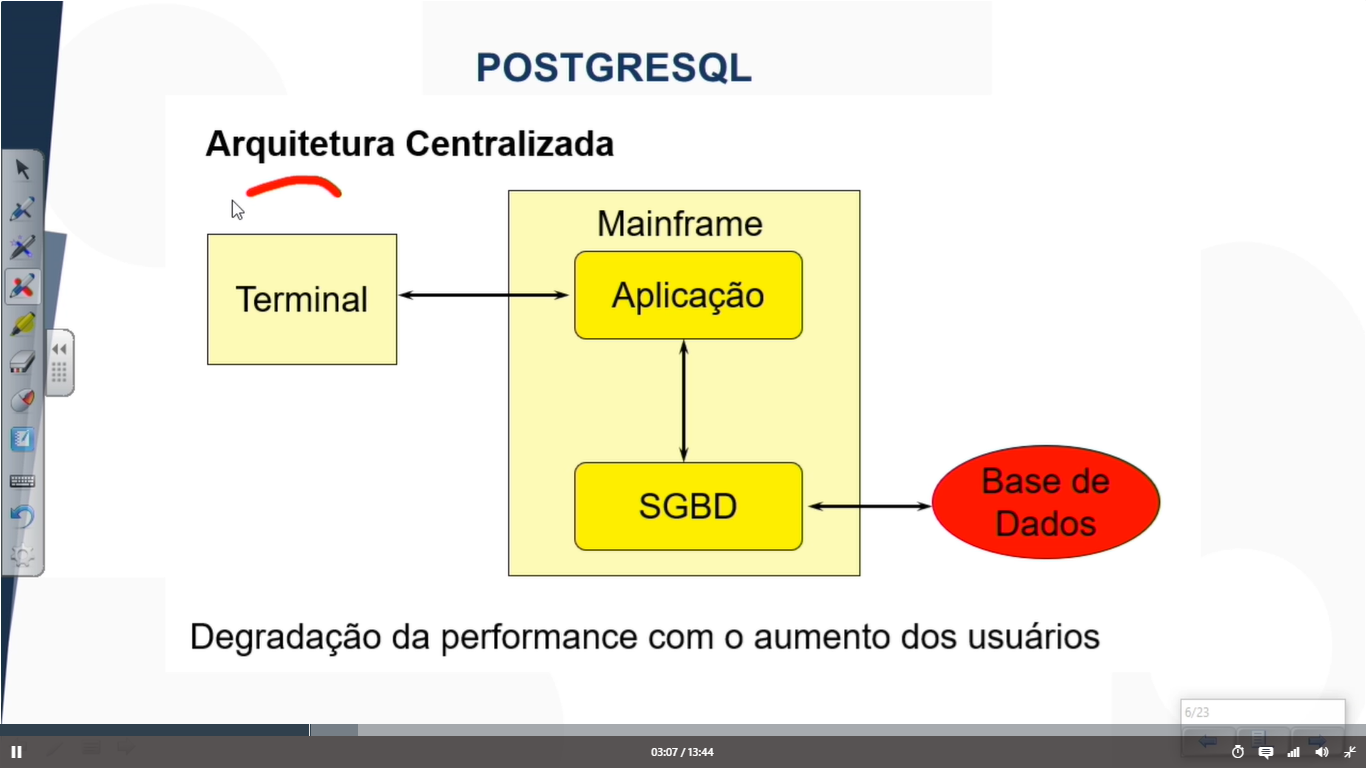 POSTGRESQL
Arquitetura Centralizada
Mainframe
Terminal
Aplicação
SGBD
Base de
Dados
Degradação da performance com o aumento dos usuários
6/23
03:07 / 13:44